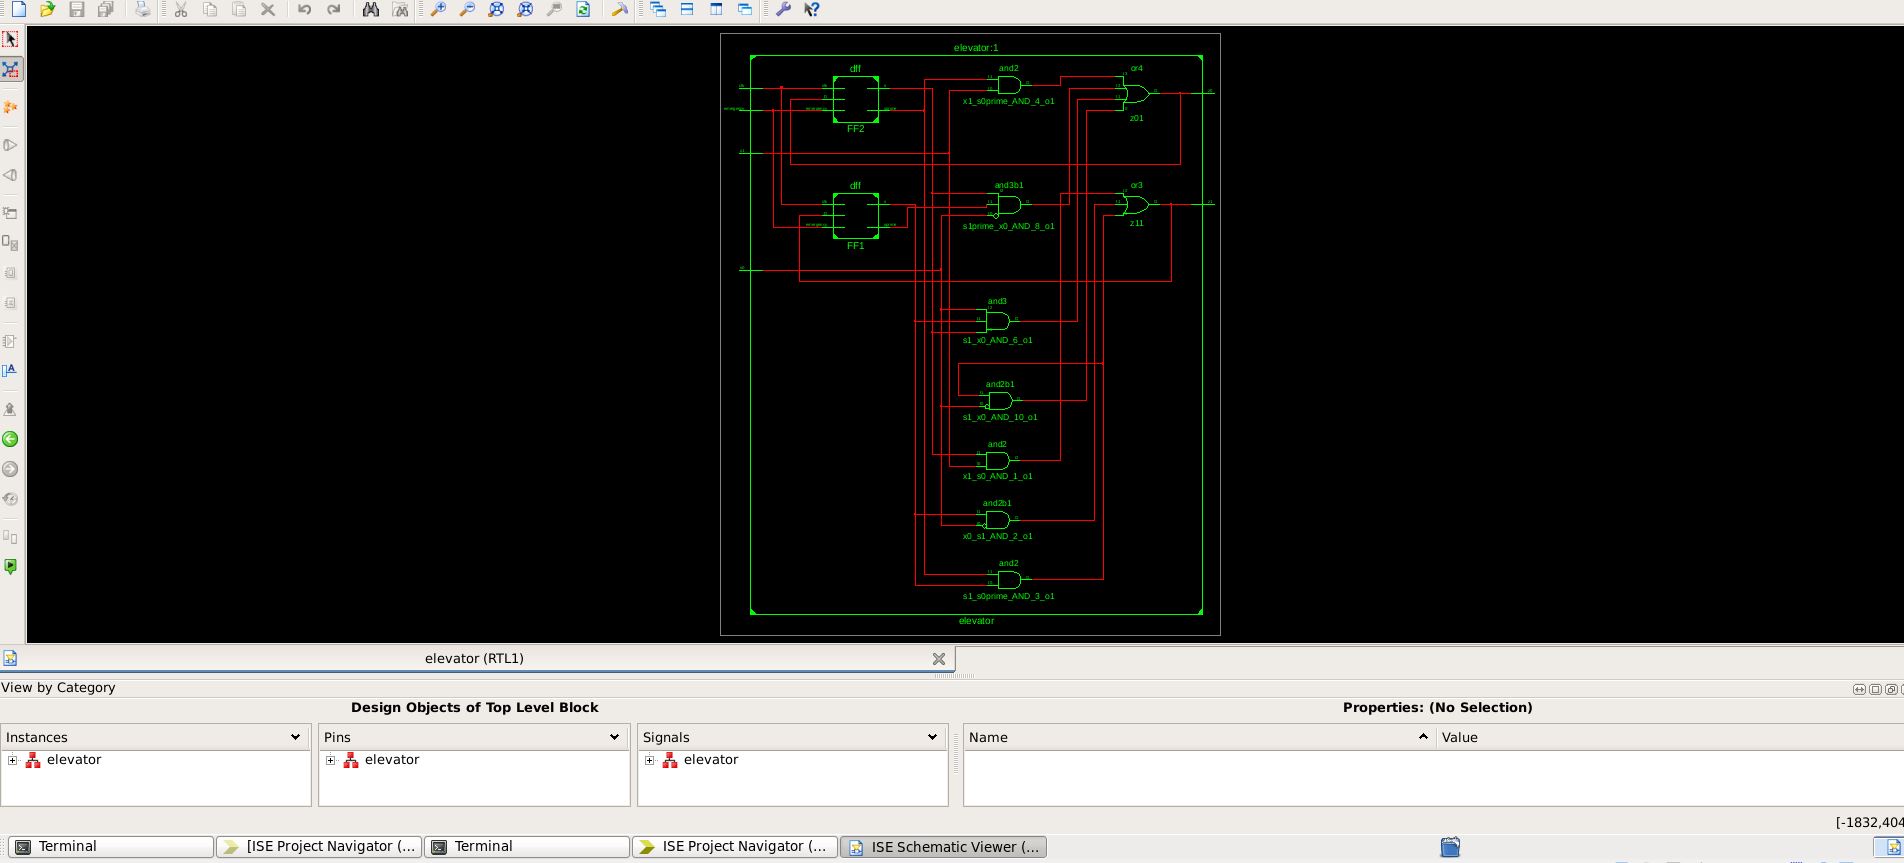 elevator:1
dff
and2
or4
x1_s0prime_AND_4_o1
z01
FF2
dff
and3b1
or3
s1prime_x0_AND_8_o1
z11
FF1
and3
s1_x0_AND_6_o1
and2b1
s1_x0_AND_10_o1
and2
x1_s0_AND_1_o1
and2b1
x0_s1_AND_2_o1
and2
s1_s0prime_AND_3_o1
elevator
elevator (RTL1)
View by Category
Design Objects of Top Level Block
Properties: (No Selection)
Instances
Pins
Signals
Name
Value
elevator
elevator
elevator
[-1832,404
Terminal
[ISE Project Navigator (...
Terminal
ISE Project Navigator (...
ISE Schematic Viewer (...